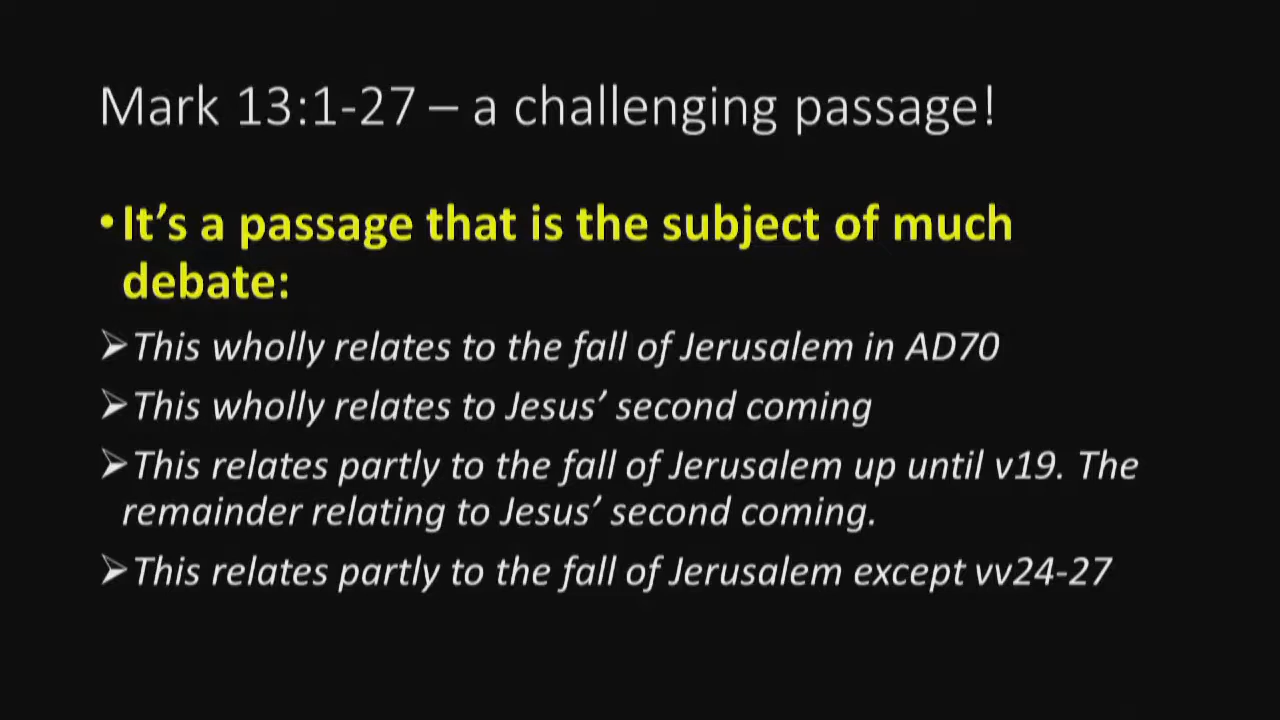 Mark 13:1-27 – a challenging passage!
• It’s a passage that is the subject of much
debate:
➢ This wholly relates to the fall of Jerusalem in AD70
➢ This wholly relates to Jesus’ second coming
➢ This relates partly to the fall of Jerusalem up until v19. The
remainder relating to Jesus’ second coming.
➢ This relates partly to the fall of Jerusalem except vv24-27